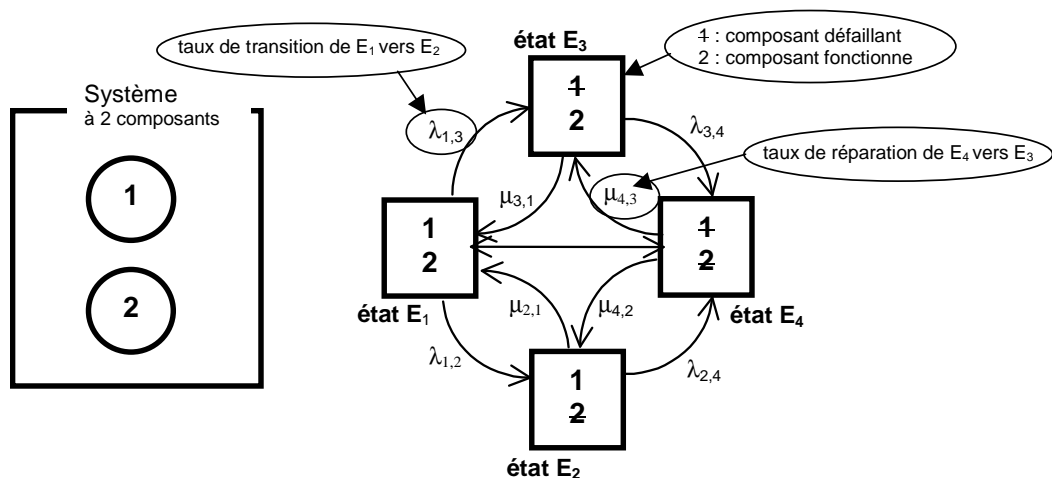 taux de transition de E₁ vers E₂
état E₃
1 : composant défaillant
2 : composant fonctionne
Système
à 2 composants
1
2
1
2
λ₁,₃
λ₃,₄
taux de réparation de E₄ vers E₃
μ₃,₁
μ₄,₃
1
2
1
2
état E₁
μ₂,₁
μ₄,₂
état E₄
λ₁,₂
λ₂,₄
1
2
état E₂